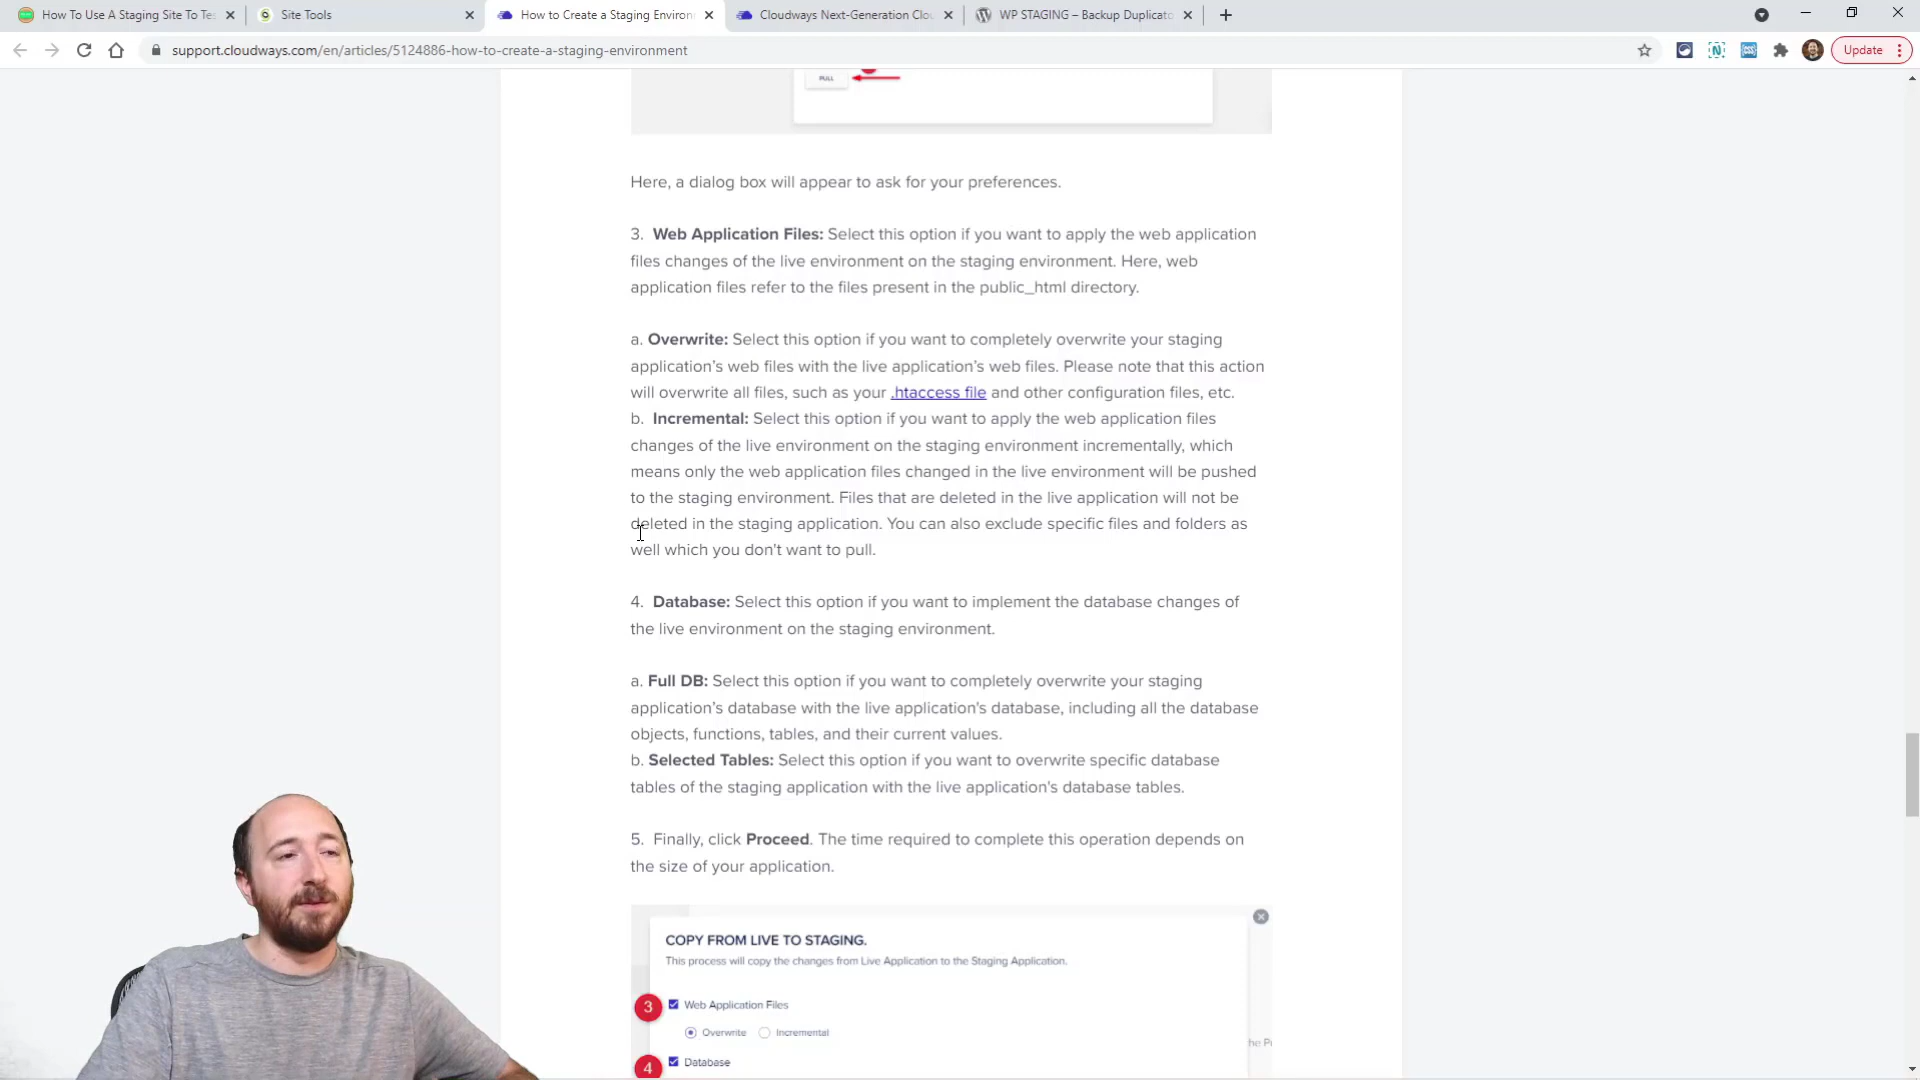 How To Use A Staging Site To Tes
Site Tools
How to Create a Staging Environ
Cloudways Next-Generation Clou
WP STAGING – Backup Duplicato
support.cloudways.com/en/articles/5124886-how-to-create-a-staging-environment
Update
PULL
Here, a dialog box will appear to ask for your preferences.
3. Web Application Files: Select this option if you want to apply the web application
files changes of the live environment on the staging environment. Here, web
application files refer to the files present in the public_html directory.
a. Overwrite: Select this option if you want to completely overwrite your staging
application's web files with the live application's web files. Please note that this action
will overwrite all files, such as your .htaccess file and other configuration files, etc.
b. Incremental: Select this option if you want to apply the web application files
changes of the live environment on the staging environment incrementally, which
means only the web application files changed in the live environment will be pushed
to the staging environment. Files that are deleted in the live application will not be
deleted in the staging application. You can also exclude specific files and folders as
well which you don't want to pull.
4. Database: Select this option if you want to implement the database changes of
the live environment on the staging environment.
a. Full DB: Select this option if you want to completely overwrite your staging
application's database with the live application's database, including all the database
objects, functions, tables, and their current values.
b. Selected Tables: Select this option if you want to overwrite specific database
tables of the staging application with the live application's database tables.
5. Finally, click Proceed. The time required to complete this operation depends on
the size of your application.
COPY FROM LIVE TO STAGING.
This process will copy the changes from Live Application to the Staging Application.
3 Web Application Files
Overwrite Incremental
the P
4 Database